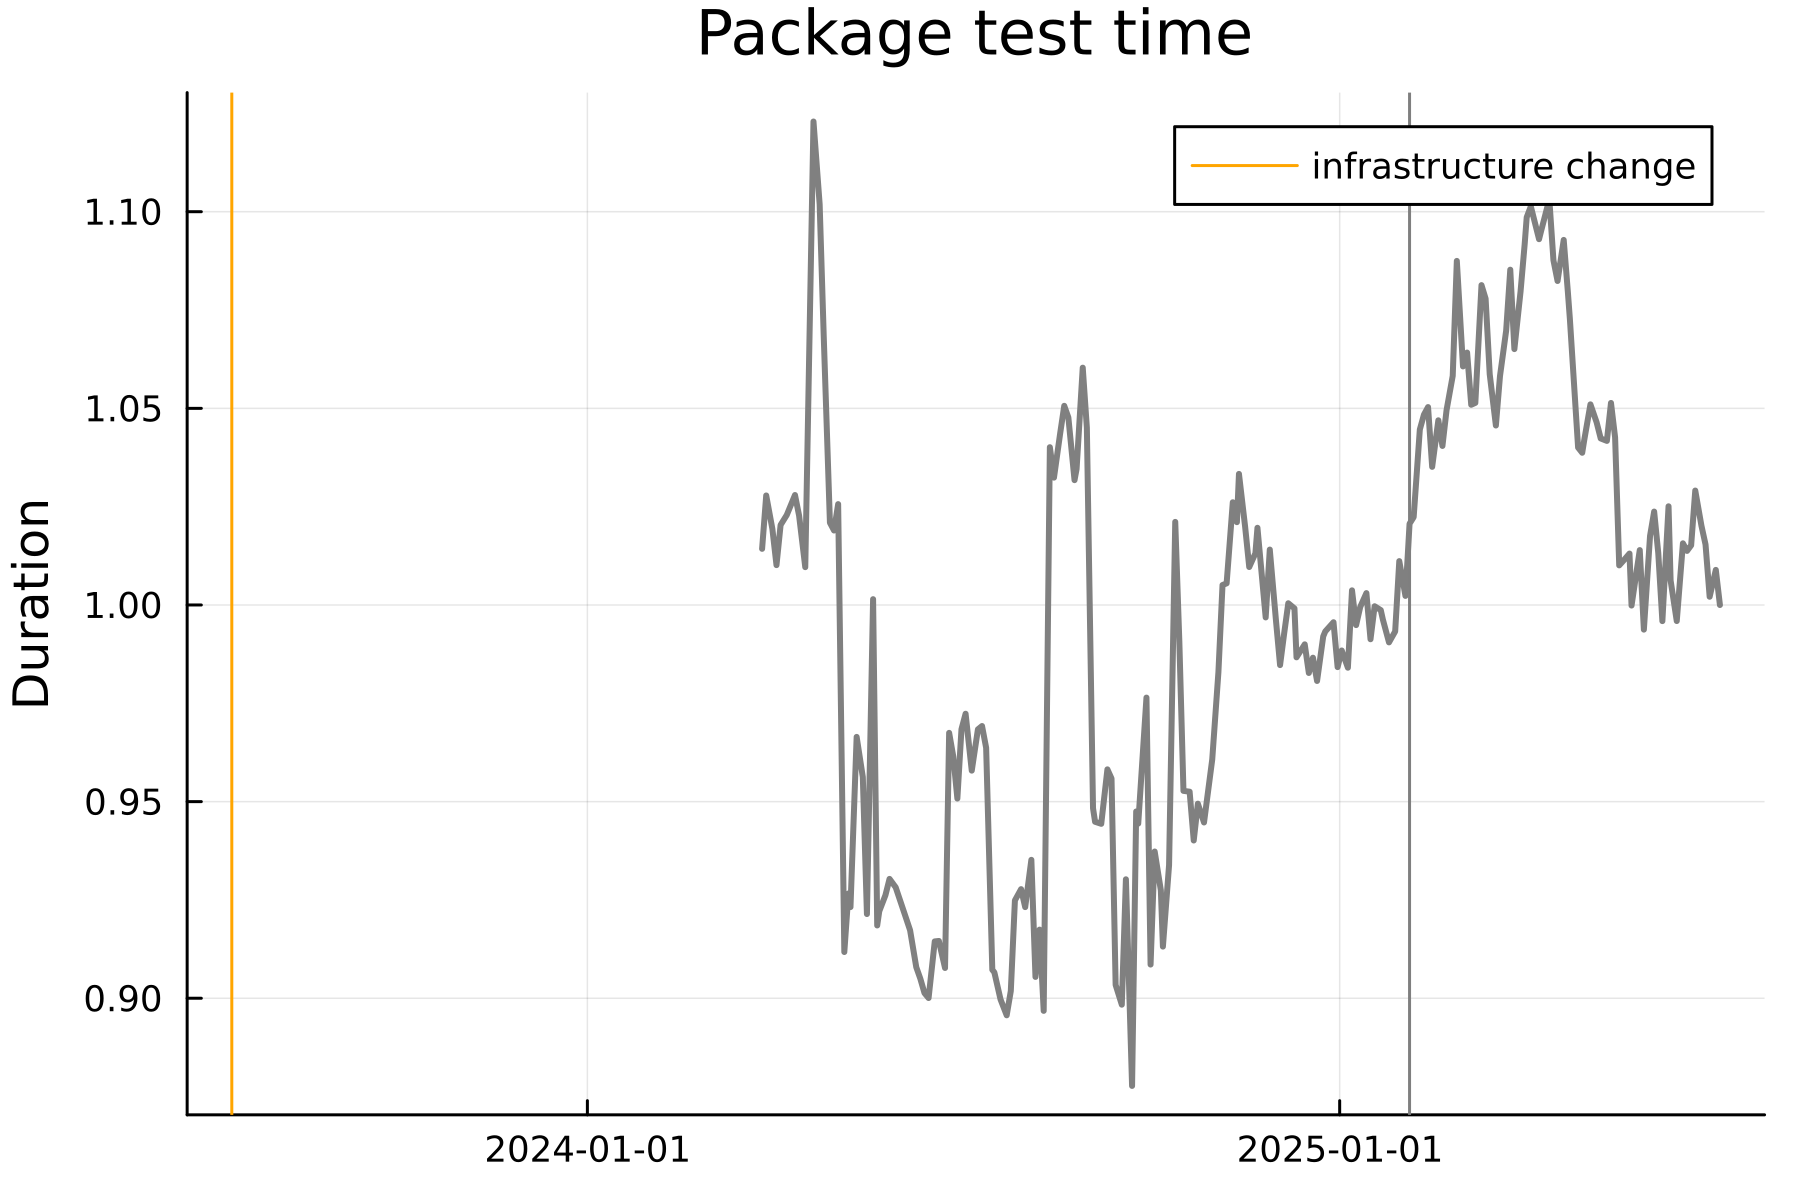 Package test time
infrastructure change
Duration
1.10
1.05
1.00
0.95
0.90
2024-01-01
2025-01-01